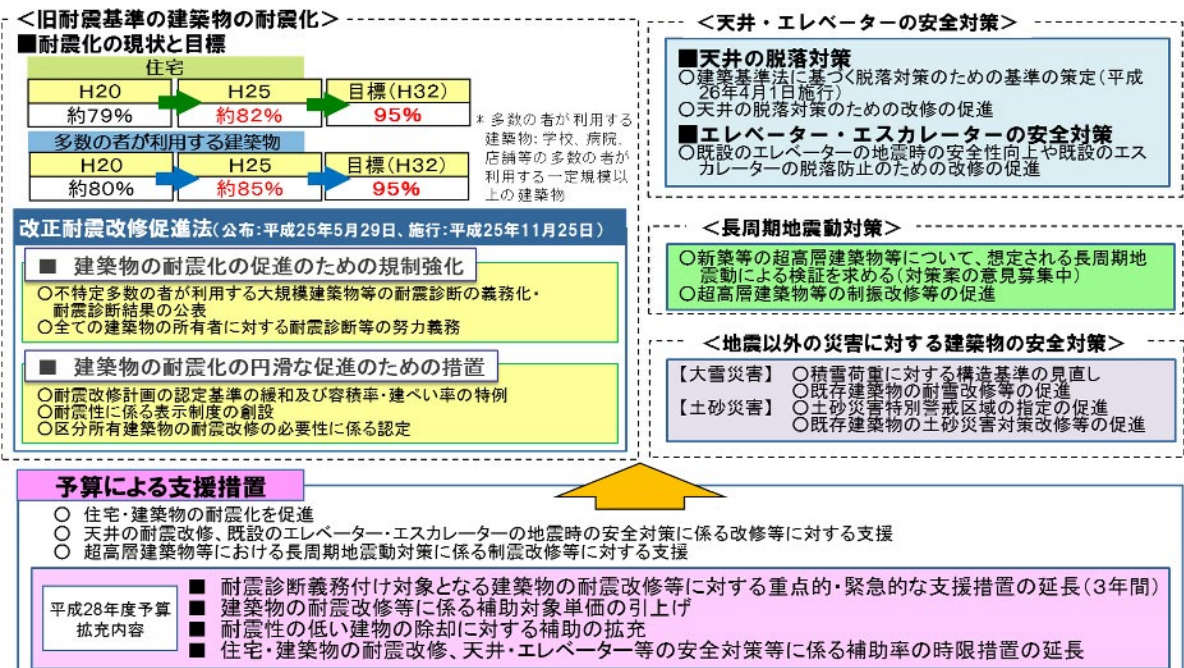 ＜旧耐震基準の建築物の耐震化＞
■耐震化の現状と目標
住宅
H20 H25 目標(H32)
約79% 約82% 95%
多数の者が利用する建築物
H20 H25 目標(H32)
約80% 約85% 95%
* 多数の者が利用する
建築物: 学校、病院、
店舗等の多数の者が
利用する一定規模以
上の建築物
改正耐震改修促進法(公布:平成25年5月29日、施行:平成25年11月25日)
■ 建築物の耐震化の促進のための規制強化
○不特定多数の者が利用する大規模建築物等の耐震診断の義務化・
耐震診断結果の公表
○全ての建築物の所有者に対する耐震診断等の努力義務
■ 建築物の耐震化の円滑な促進のための措置
○耐震改修計画の認定基準の緩和及び容積率・建ぺい率の特例
○耐震性に係る表示制度の創設
○区分所有建築物の耐震改修の必要性に係る認定
＜天井・エレベーターの安全対策＞
■天井の脱落対策
○建築基準法に基づく脱落対策のための基準の策定(平成
26年4月1日施行)
○天井の脱落対策のための改修の促進
■エレベーター・エスカレーターの安全対策
○既設のエレベーターの地震時の安全性向上や既設のエス
カレーターの脱落防止のための改修の促進
＜長周期地震動対策＞
○新築等の超高層建築物等について、想定される長周期地
震動による検証を求める(対策案の意見募集中)
○超高層建築物等の制振改修等の促進
＜地震以外の災害に対する建築物の安全対策＞
【大雪災害】 ○積雪荷重に対する構造基準の見直し
○既存建築物の耐雪改修等の促進
【土砂災害】 ○土砂災害特別警戒区域の指定の促進
○既存建築物の土砂災害対策改修等の促進
予算による支援措置
○ 住宅・建築物の耐震化を促進
○ 天井の耐震改修、既設のエレベーター・エスカレーターの地震時の安全対策に係る改修等に対する支援
○ 超高層建築物等における長周期地震動対策に係る制震改修等に対する支援
平成28年度予算
拡充内容
■ 耐震診断義務付け対象となる建築物の耐震改修等に対する重点的・緊急的な支援措置の延長(3年間)
■ 建築物の耐震改修等に係る補助対象単価の引上げ
■ 耐震性の低い建物の除却に対する補助の拡充
■ 住宅・建築物の耐震改修、天井・エレベーター等の安全対策等に係る補助率の時限措置の延長